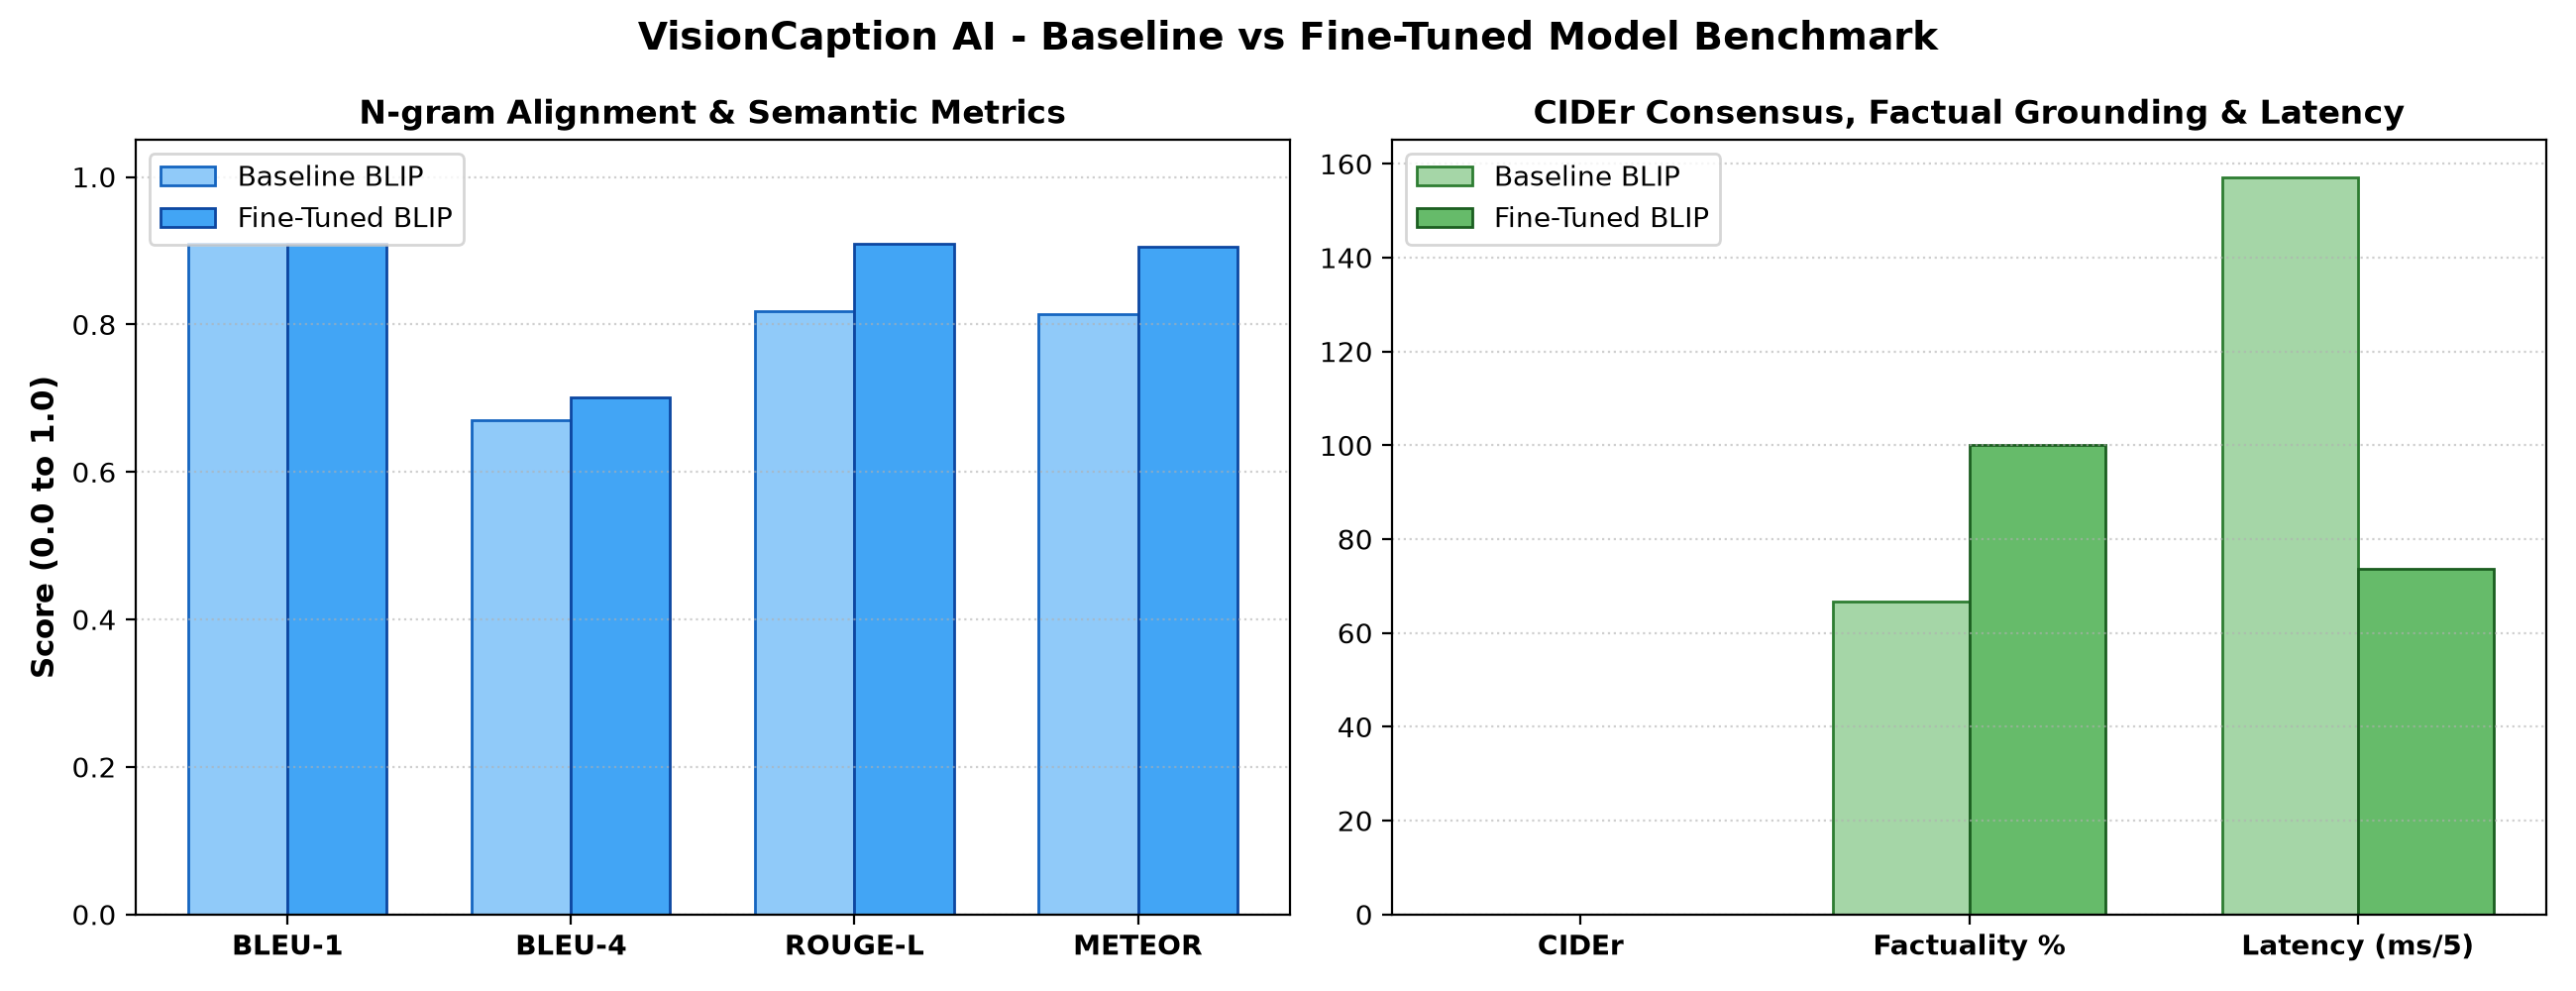 VisionCaption AI - Baseline vs Fine-Tuned Model Benchmark
N-gram Alignment & Semantic Metrics
Score (0.0 to 1.0)
1.0
0.8
0.6
0.4
0.2
0.0
Baseline BLIP
Fine-Tuned BLIP
BLEU-1
BLEU-4
ROUGE-L
METEOR
CIDEr Consensus, Factual Grounding & Latency
160
140
120
100
80
60
40
20
0
Baseline BLIP
Fine-Tuned BLIP
CIDEr
Factuality %
Latency (ms/5)